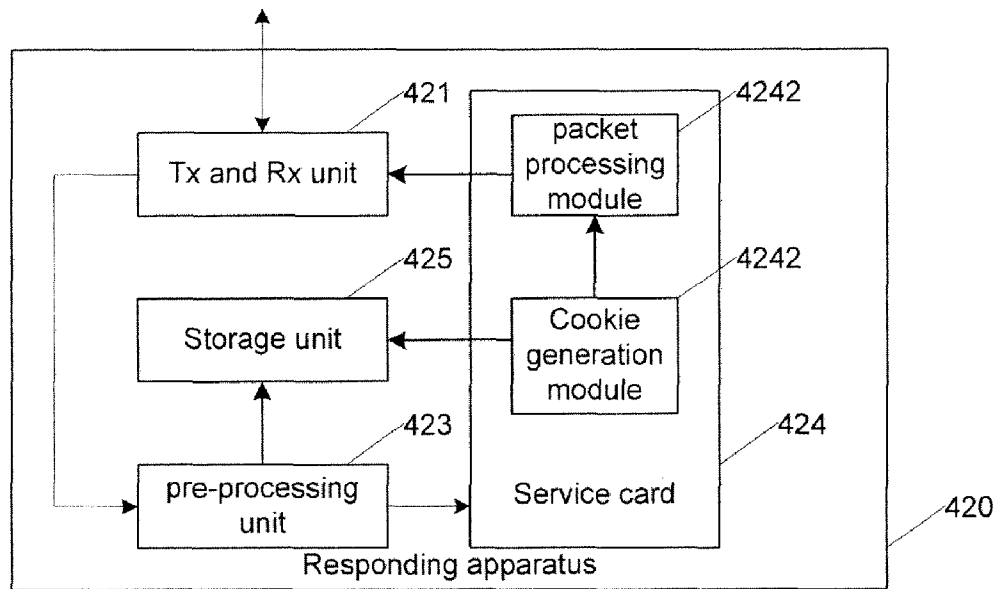 421
4242
packet
processing
module
Tx and Rx unit
425
4242
Storage unit
Cookie
generation
module
423
424
pre-processing
unit
Service card
420
Responding apparatus